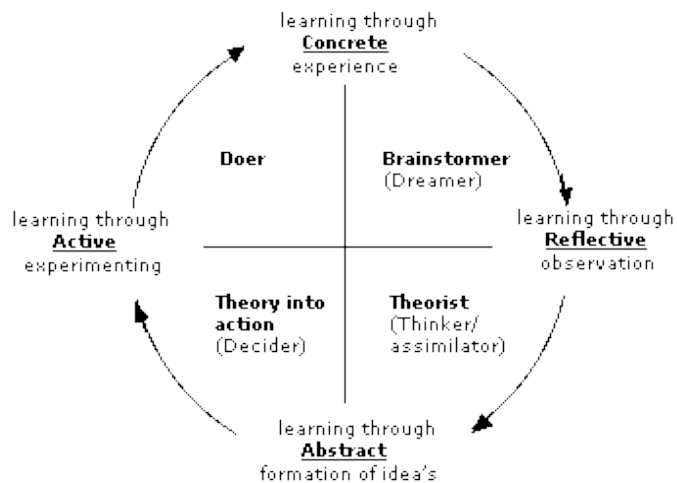 learning through
Concrete
experience
Doer
Brainstormer
(Dreamer)
learning through
Active
experimenting
learning through
Reflective
observation
Theory into
action
(Decider)
Theorist
(Thinker/
assimilator)
learning through
Abstract
formation of idea's